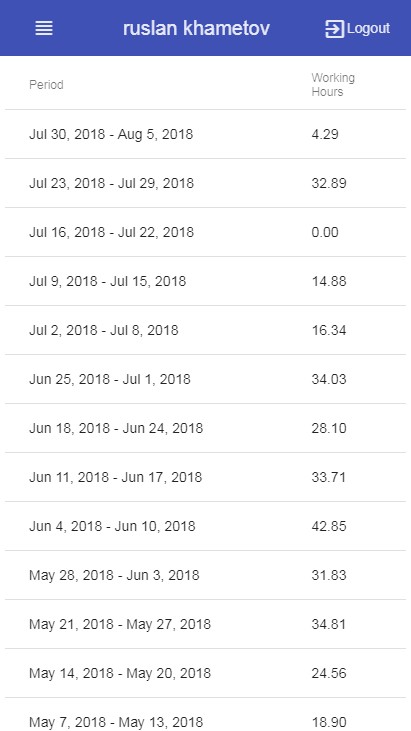 ruslan khametov
Logout
Period
Working
Hours
Jul 30, 2018 - Aug 5, 2018 4.29
Jul 23, 2018 - Jul 29, 2018 32.89
Jul 16, 2018 - Jul 22, 2018 0.00
Jul 9, 2018 - Jul 15, 2018 14.88
Jul 2, 2018 - Jul 8, 2018 16.34
Jun 25, 2018 - Jul 1, 2018 34.03
Jun 18, 2018 - Jun 24, 2018 28.10
Jun 11, 2018 - Jun 17, 2018 33.71
Jun 4, 2018 - Jun 10, 2018 42.85
May 28, 2018 - Jun 3, 2018 31.83
May 21, 2018 - May 27, 2018 34.81
May 14, 2018 - May 20, 2018 24.56
May 7, 2018 - May 13, 2018 18.90